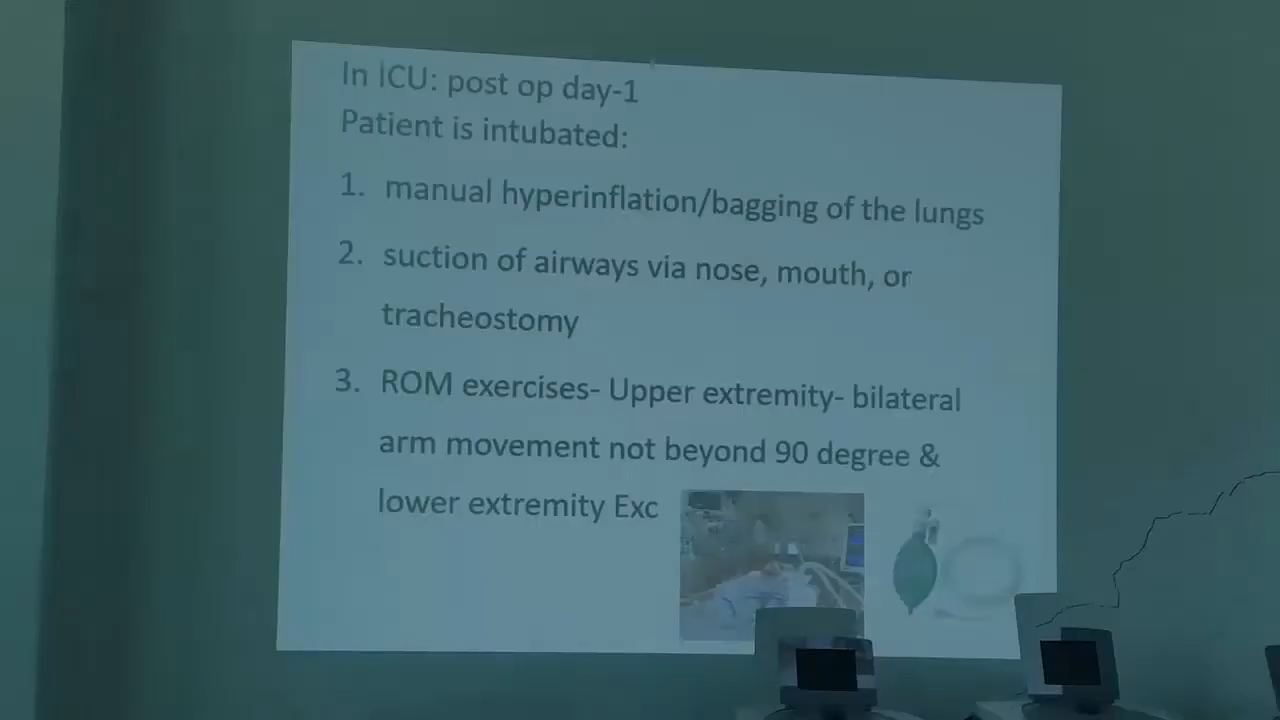 In ICU: post op day-1
Patient is intubated:
1. manual hyperinflation/bagging of the lungs
2. suction of airways via nose, mouth, or
tracheostomy
3. ROM exercises- Upper extremity- bilateral
arm movement not beyond 90 degree &
lower extremity Exc